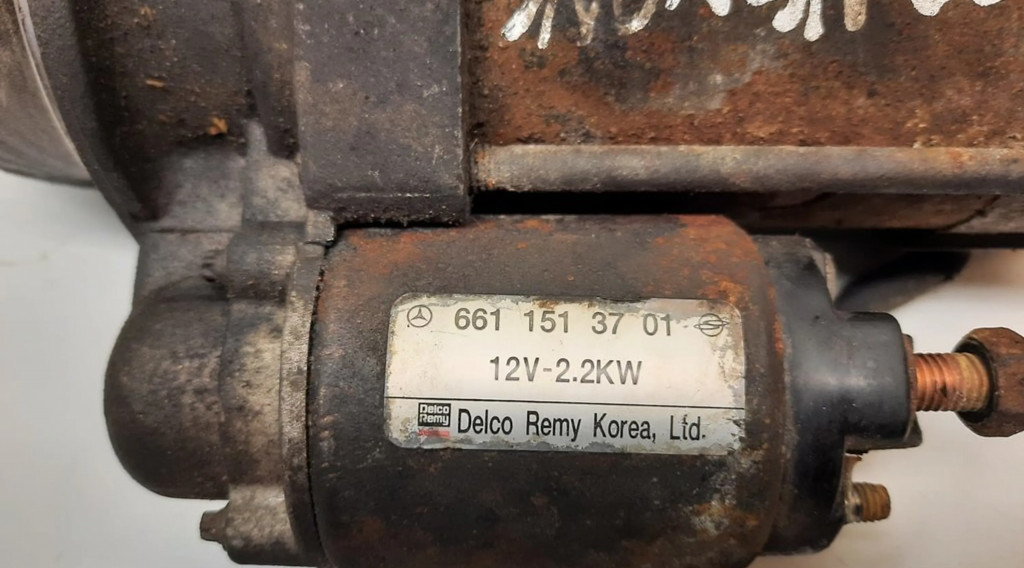 661 151 37 01
12V-2.2KW
Delco
Remy
Delco Remy Korea, Ltd.